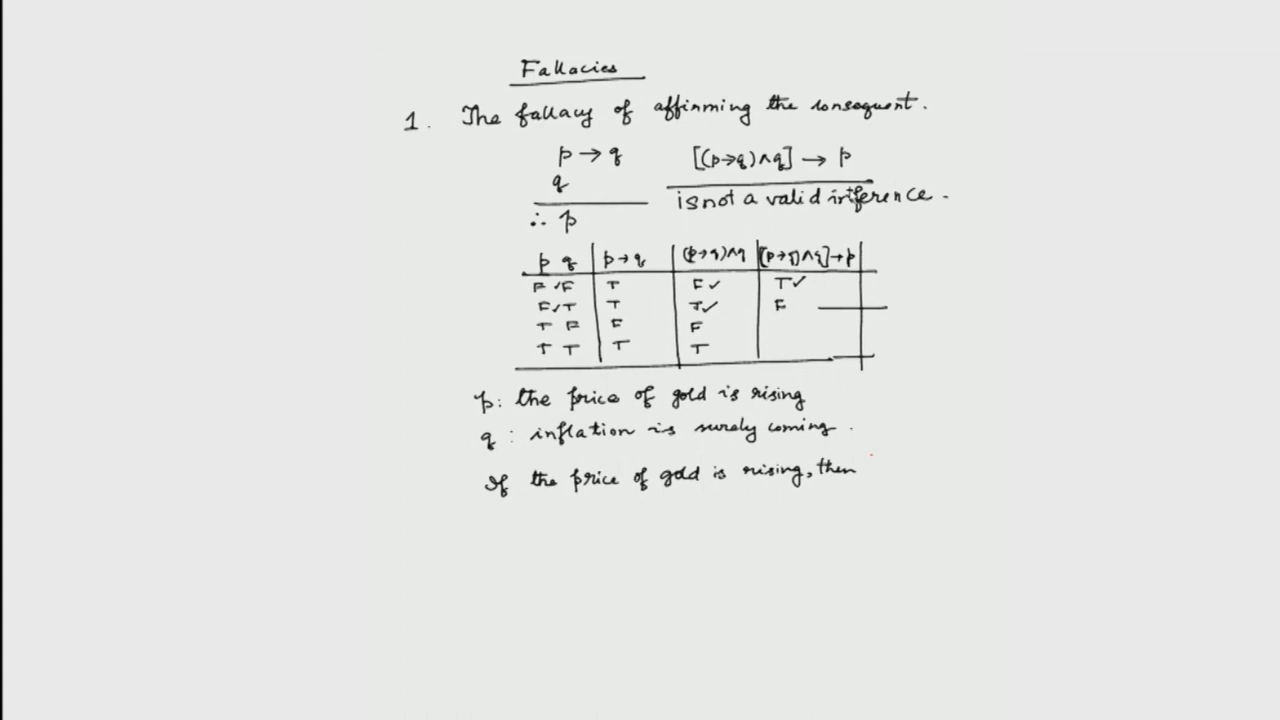 Fallacies
1. The fallacy of affirming the consequent.
p → q [(p→q)∧q] → p
q is not a valid inference.
∴ p
p q p→q (p→q)∧q [(p→q)∧q]→p
F ✓ F T F ✓ T ✓
F ✓ T T T ✓ F
T F F F
T T T T
p: the price of gold is rising
q: inflation is surely coming.
If the price of gold is rising, then